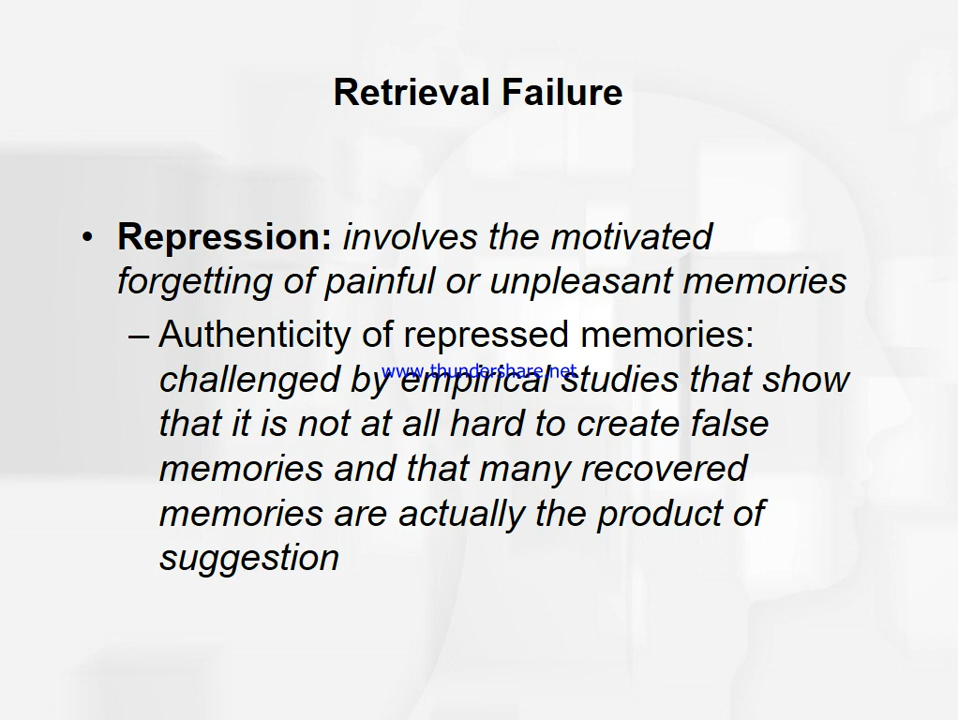 Retrieval Failure
• Repression: involves the motivated
forgetting of painful or unpleasant memories
– Authenticity of repressed memories:
www.thundershare.net
challenged by empirical studies that show
that it is not at all hard to create false
memories and that many recovered
memories are actually the product of
suggestion